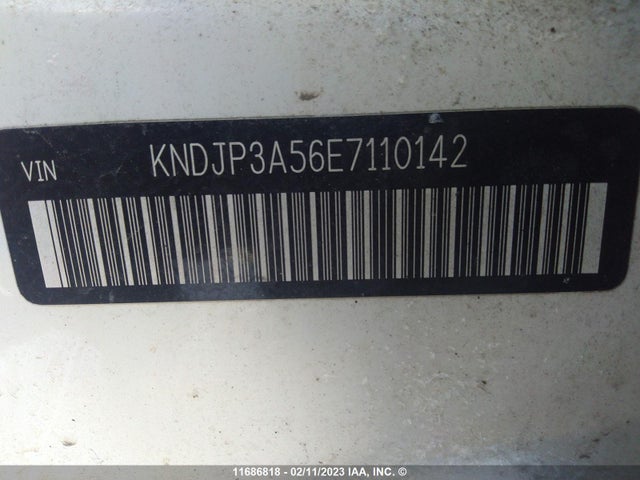 VIN KNDJP3A56E7110142
11686818 - 02/11/2023 IAA, INC. ©